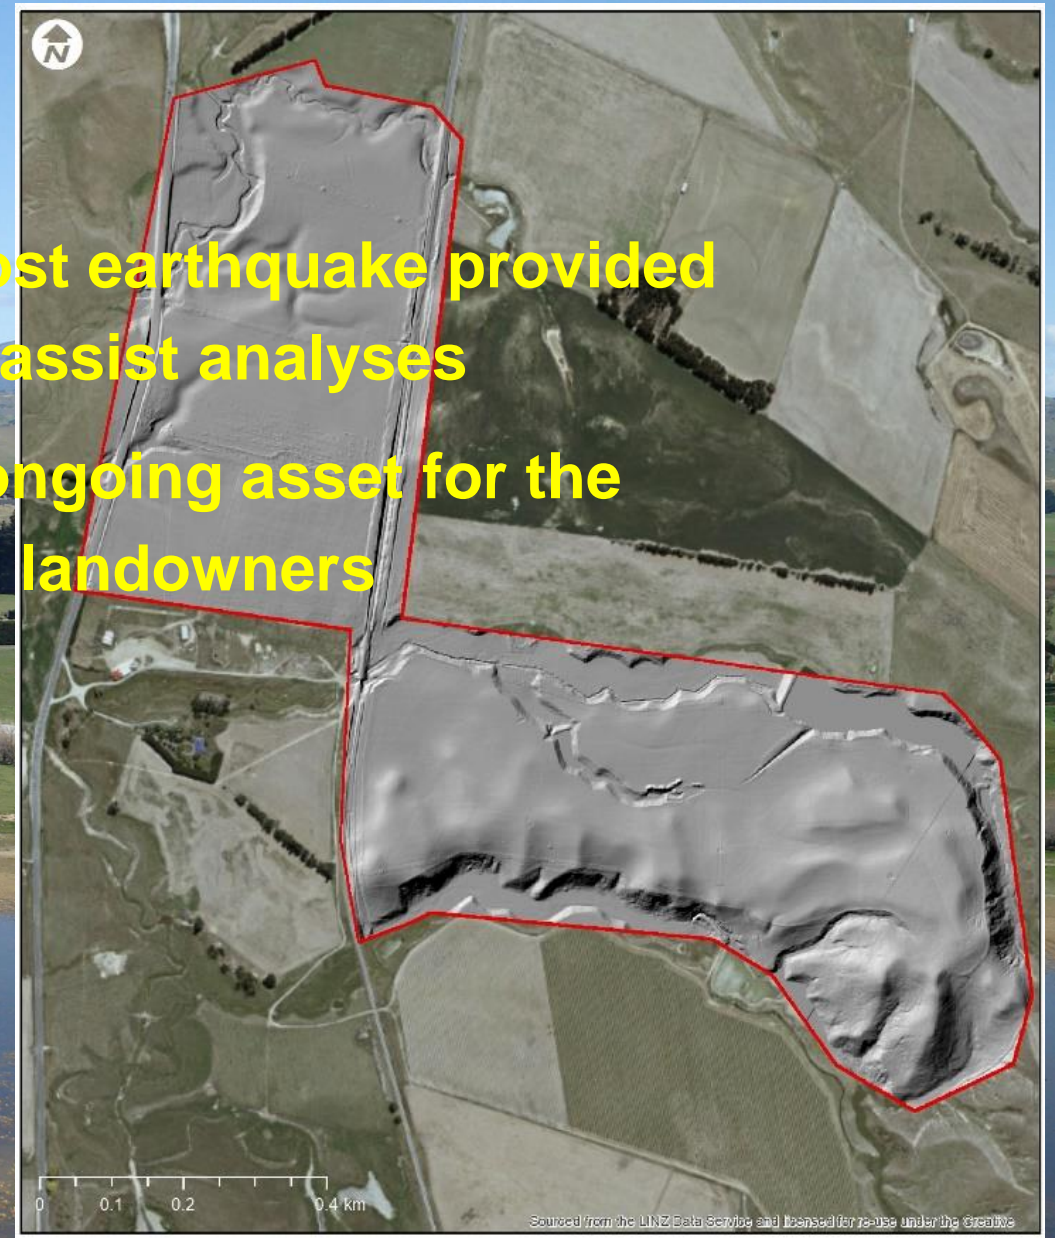 N
ost earthquake provided
assist analyses
ongoing asset for the
landowners
0 0.1 0.2 0.4 km
Sourced from the LINZ Data Service and licensed for re-use under the Creative